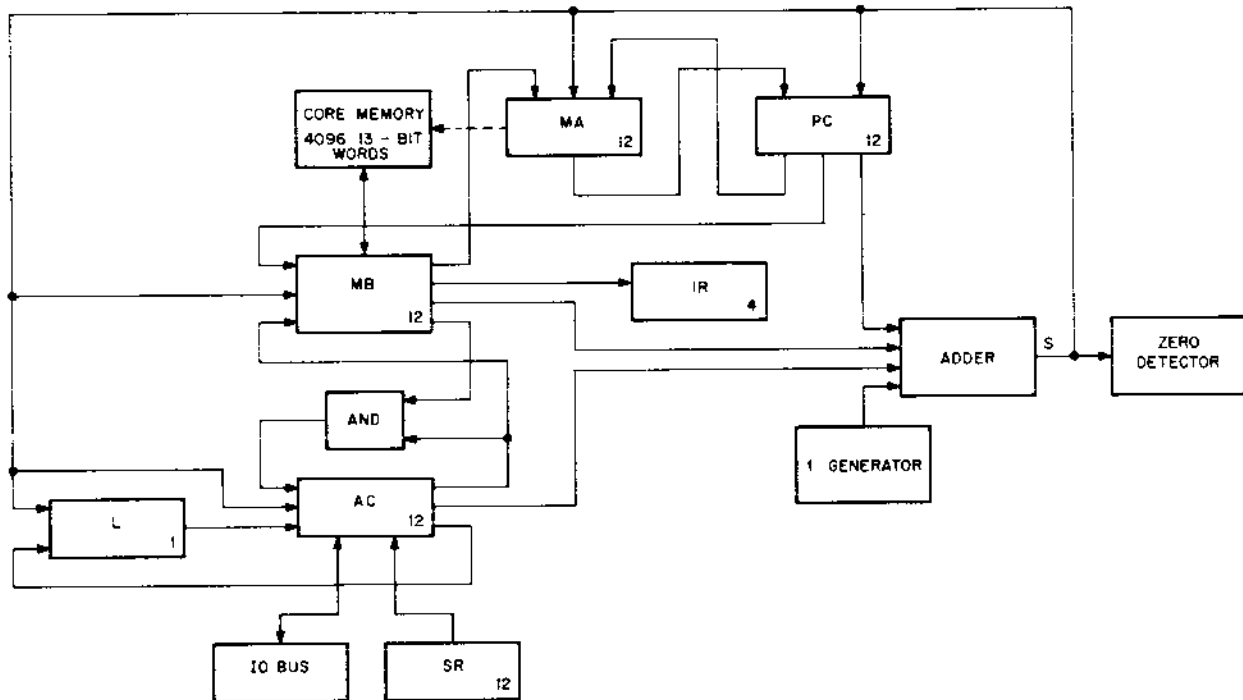 CORE MEMORY
4096 13-BIT
WORDS
MA
12
PC
12
MB
12
IR
4
ADDER
S
ZERO
DETECTOR
AND
1 GENERATOR
L
1
AC
12
IO BUS
SR
12